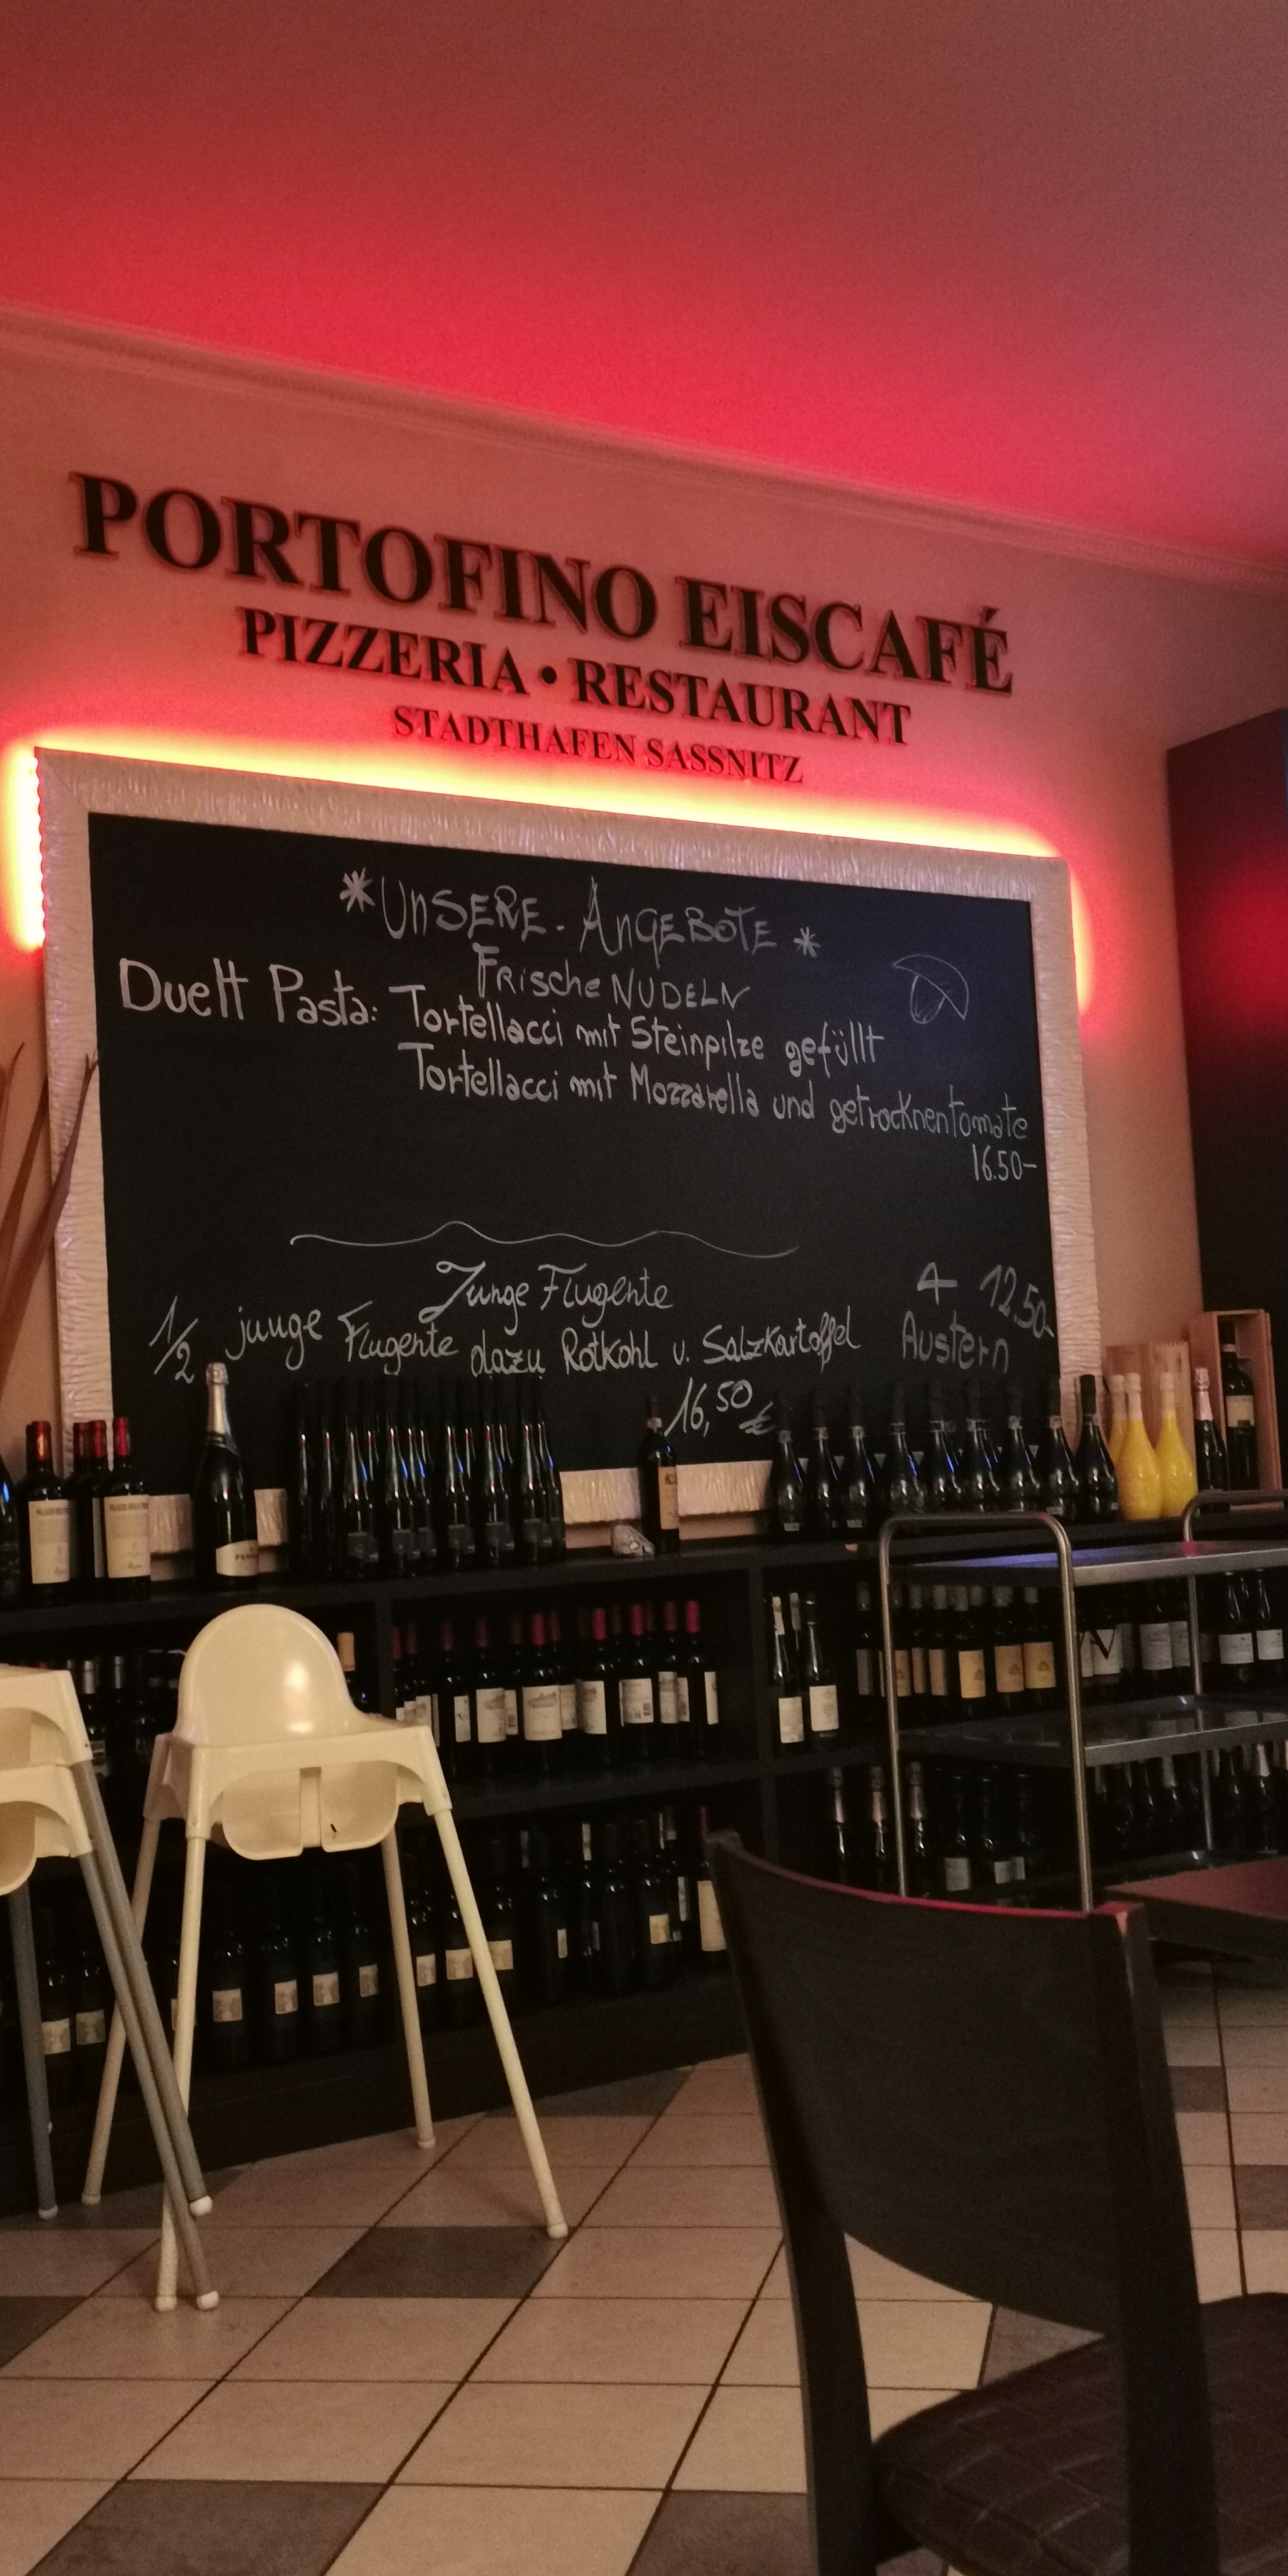 PORTOFINO EISCAFÉ
PIZZERIA • RESTAURANT
STADTHAFEN SASSNITZ
*UnSERE - AnGEBOTE *
FRische NUDELN
Duett Pasta: Tortellacci mit Steinpilze gefüllt
Tortellacci mit Mozzarella und getrocknentomate
16.50-
Junge Flugente
1/2 junge Flugente dazu Rotkohl v. Salzkartoffel
16,50 €
4 12.50-
Austern